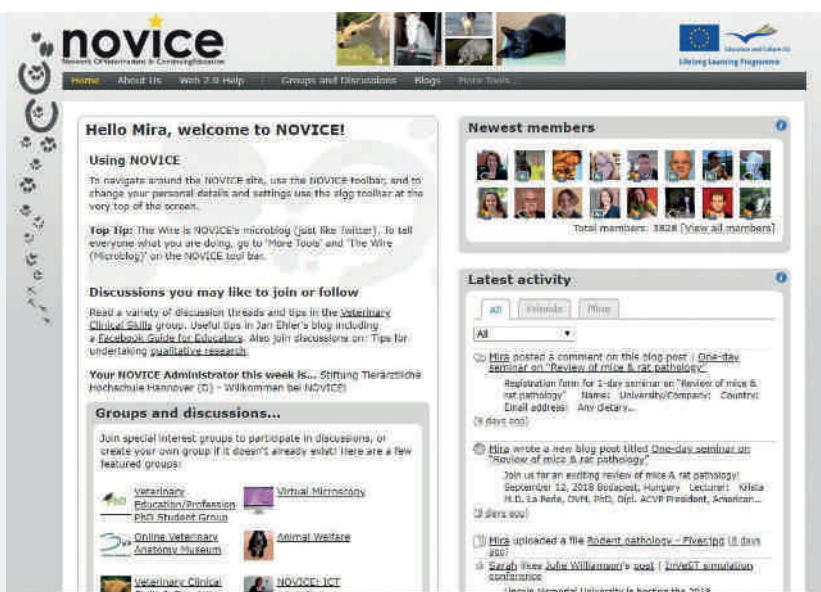 novice
Network Of Veterinary ICt in Continuing Education
Education and Culture DG
Lifelong Learning Programme
Home About Us Web 2.0 Help Groups and Discussions Blogs More Tools...
Hello Mira, welcome to NOVICE!
Using NOVICE
To navigate around the NOVICE site, use the NOVICE toolbar, and to
change your personal details and settings use the elgg toolbar at the
very top of the screen.
Top Tip: The Wire is NOVICE's microblog (just like Twitter). To tell
everyone what you are doing, go to 'More Tools' and 'The Wire
(Microblog)' on the NOVICE tool bar.
Discussions you may like to join or follow
Read a variety of discussion threads and tips in the Veterinary
Clinical Skills group. Useful tips in Jan Ehler's blog including
a Facebook Guide for Educators. Also join discussions on: Tips for
undertaking qualitative research.
Your NOVICE Administrator this week is... Stiftung Tierärztliche
Hochschule Hannover (D) - Willkommen bei NOVICE!
Groups and discussions...
Join special interest groups to participate in discussions, or
create your own group if it doesn't already exist! Here are a few
featured groups:
Veterinary
Education/Profession
PhD Student Group
Virtual Microscopy
Online Veterinary
Anatomy Museum
Animal Welfare
Veterinary Clinical
NOVICE: ICT
Newest members
Total members: 3828 [View all members]
Latest activity
All Friends Mine
All
Mira posted a comment on this blog post | One-day
seminar on "Review of mice & rat pathology"
Registration form for 1-day seminar on "Review of mice &
rat pathology" Name: University/Company: Country:
Email address: Any dietary...
(9 days ago)
Mira wrote a new blog post titled One-day seminar on
"Review of mice & rat pathology"
Join us for an exciting review of mice & rat pathology!
September 12, 2018 Budapest, Hungary Lecturer: Krista
M.D. La Perle, DVM, PhD, Dipl. ACVP President, American...
days ago)
Mira uploaded a file Rodent pathology - Flyer.jpg (8 days
ago)
Sarah likes Julie Williamson's post | InVeST simulation
conference
Lincoln Memorial University is hosting the 2018